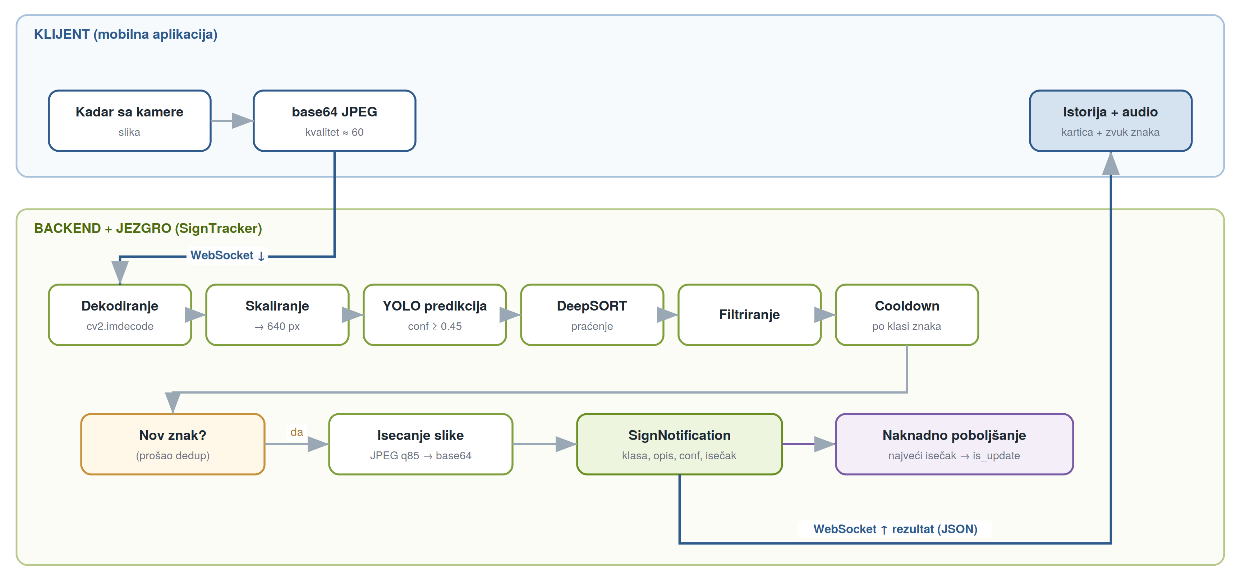 KLIJENT (mobilna aplikacija)
Kadar sa kamere
slika
base64 JPEG
kvalitet ≈ 60
Istorija + audio
kartica + zvuk znaka
BACKEND + JEZGRO (SignTracker)
WebSocket ↓
Dekodiranje
cv2.imdecode
Skaliranje
→ 640 px
YOLO predikcija
conf ≥ 0.45
DeepSORT
praćenje
Filtriranje
Cooldown
po klasi znaka
Nov znak?
(prošao dedup)
da
Isecanje slike
JPEG q85 → base64
SignNotification
klasa, opis, conf, isečak
Naknadno poboljšanje
najveći isečak → is_update
WebSocket ↑ rezultat (JSON)